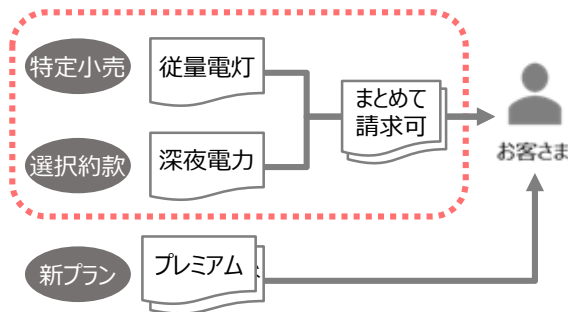 特定小売
従量電灯
まとめて
請求可
選択約款
深夜電力
お客さま
新プラン
プレミアム